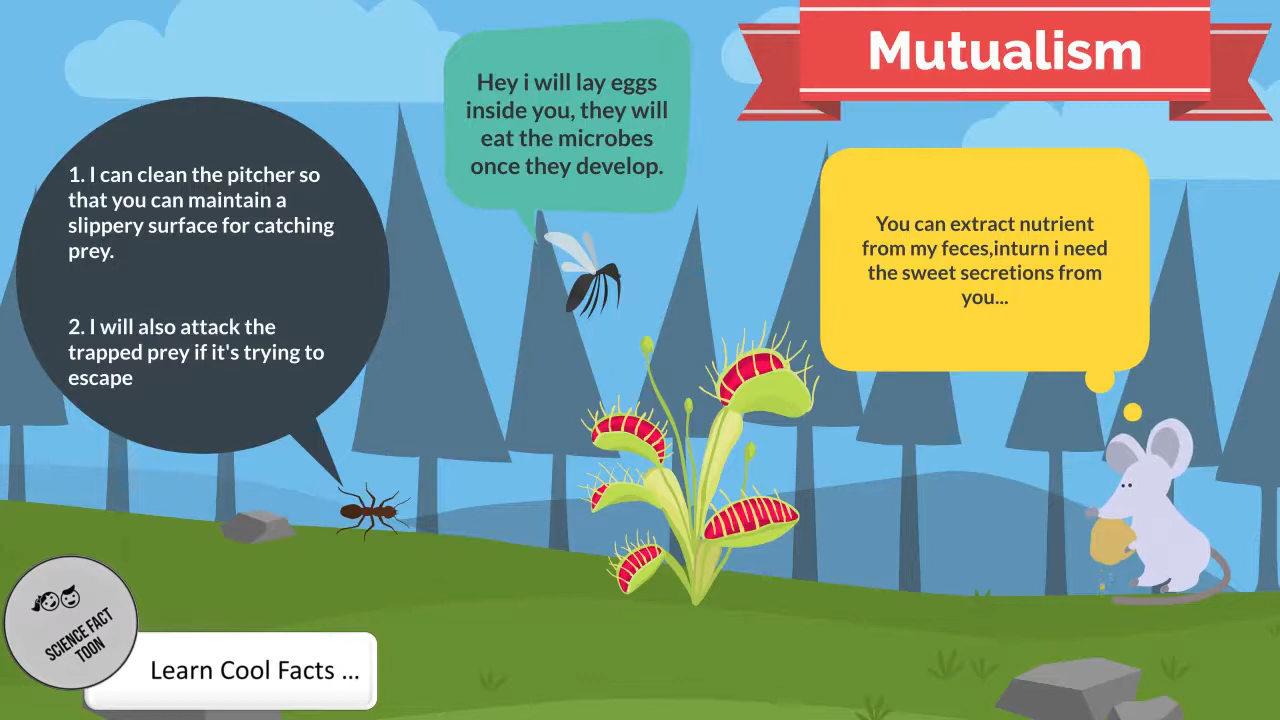 Mutualism
Hey i will lay eggs
inside you, they will
eat the microbes
once they develop.
1. I can clean the pitcher so
that you can maintain a
slippery surface for catching
prey.
2. I will also attack the
trapped prey if it's trying to
escape
You can extract nutrient
from my feces,inturn i need
the sweet secretions from
you...
SCIENCE FACT
TOON
Learn Cool Facts ...